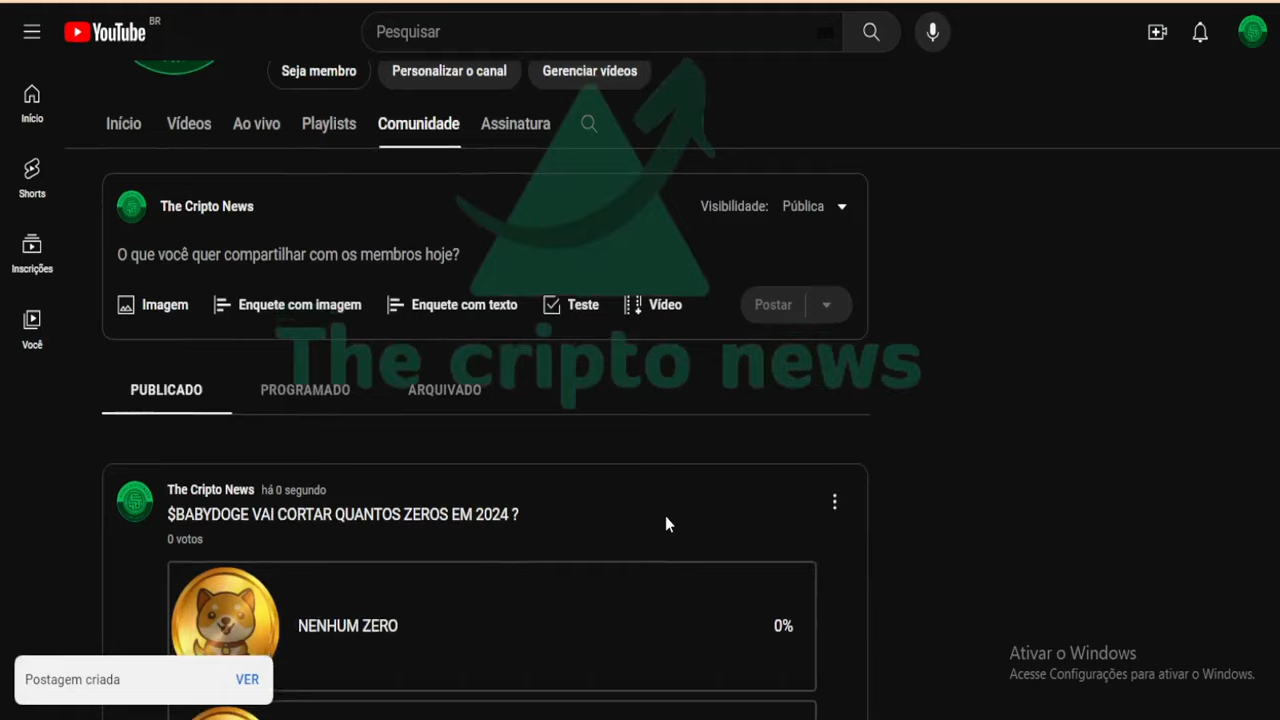 YouTube BR
Pesquisar
Seja membro
Personalizar o canal
Gerenciar vídeos
Início
Shorts
Inscrições
Você
Início
Vídeos
Ao vivo
Playlists
Comunidade
Assinatura
The Cripto News
Visibilidade: Pública
O que você quer compartilhar com os membros hoje?
Imagem
Enquete com imagem
Enquete com texto
Teste
Vídeo
Postar
The cripto news
PUBLICADO
PROGRAMADO
ARQUIVADO
The Cripto News há 0 segundo
$BABYDOGE VAI CORTAR QUANTOS ZEROS EM 2024 ?
0 votos
NENHUM ZERO 0%
Postagem criada VER
Ativar o Windows
Acesse Configurações para ativar o Windows.